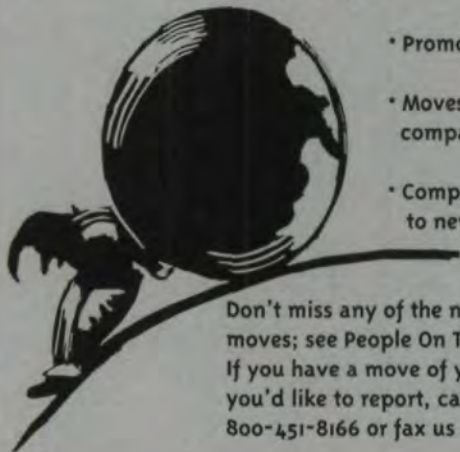 • Promo
• Moves
compa
• Comp
to nev
Don't miss any of the n
moves; see People On T
If you have a move of y
you'd like to report, ca
800-451-8166 or fax us